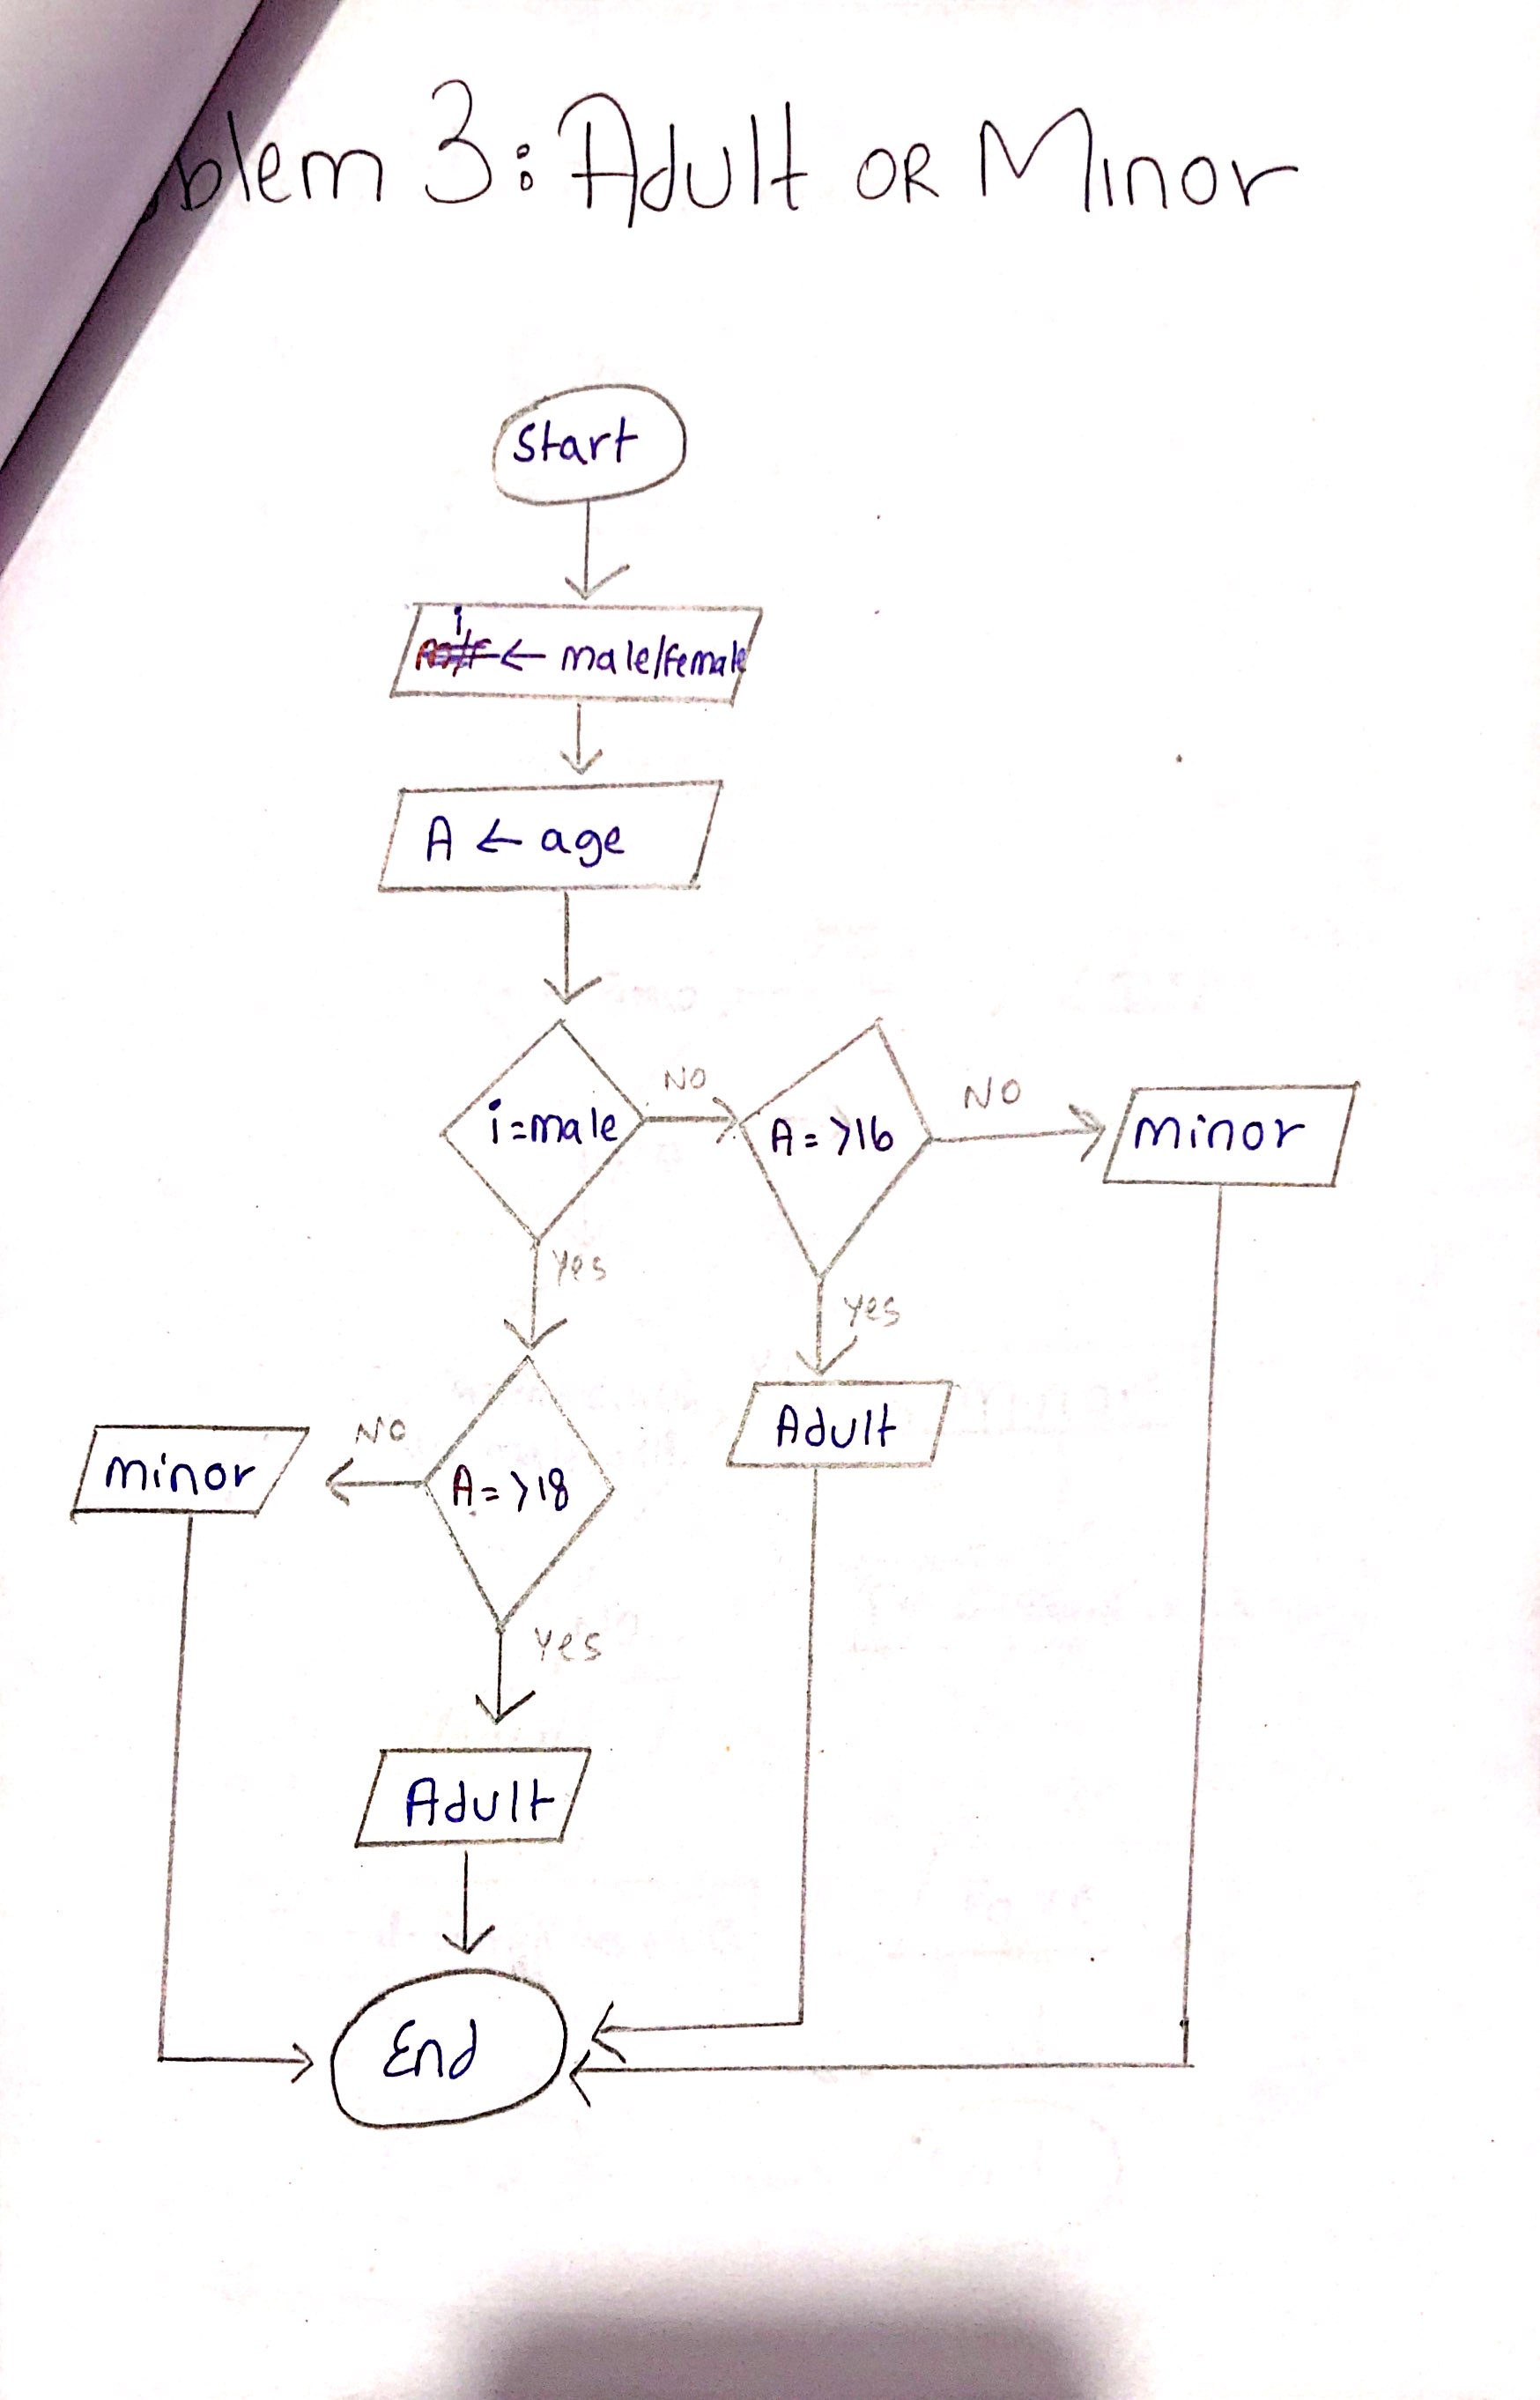 blem 3: Adult OR Minor
Start
i ← male/female
A ← age
i=male
NO
A=>16
NO
minor
Yes
Yes
Adult
A=>18
NO
minor
Yes
Adult
End